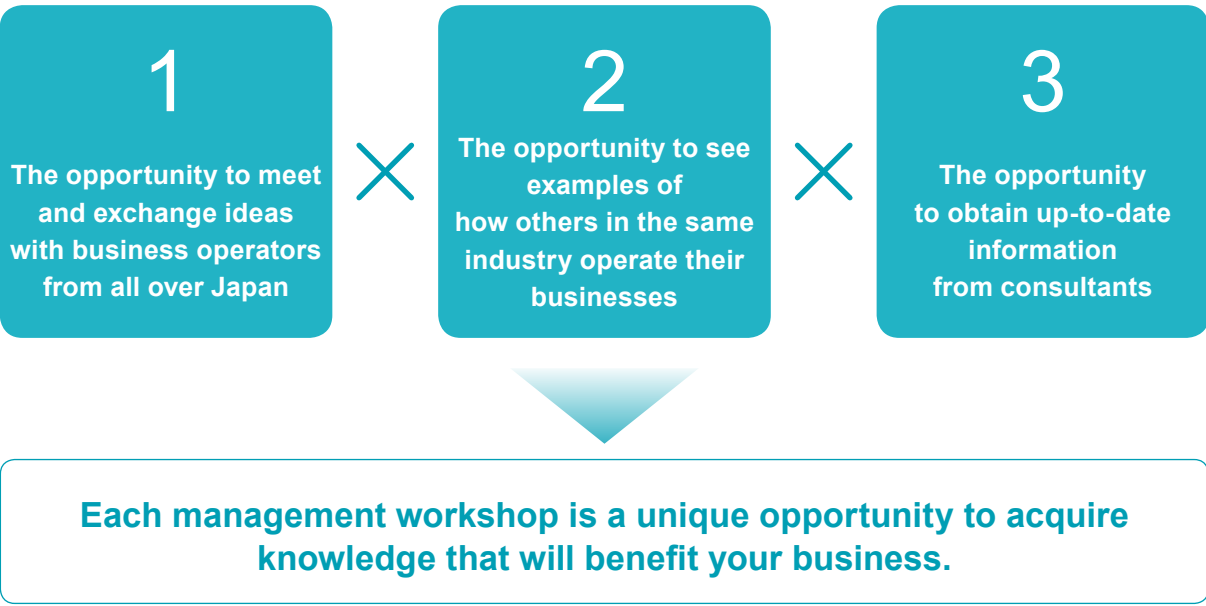 1
The opportunity to meet
and exchange ideas
with business operators
from all over Japan
2
The opportunity to see
examples of
how others in the same
industry operate their
businesses
3
The opportunity
to obtain up-to-date
information
from consultants
Each management workshop is a unique opportunity to acquire
knowledge that will benefit your business.